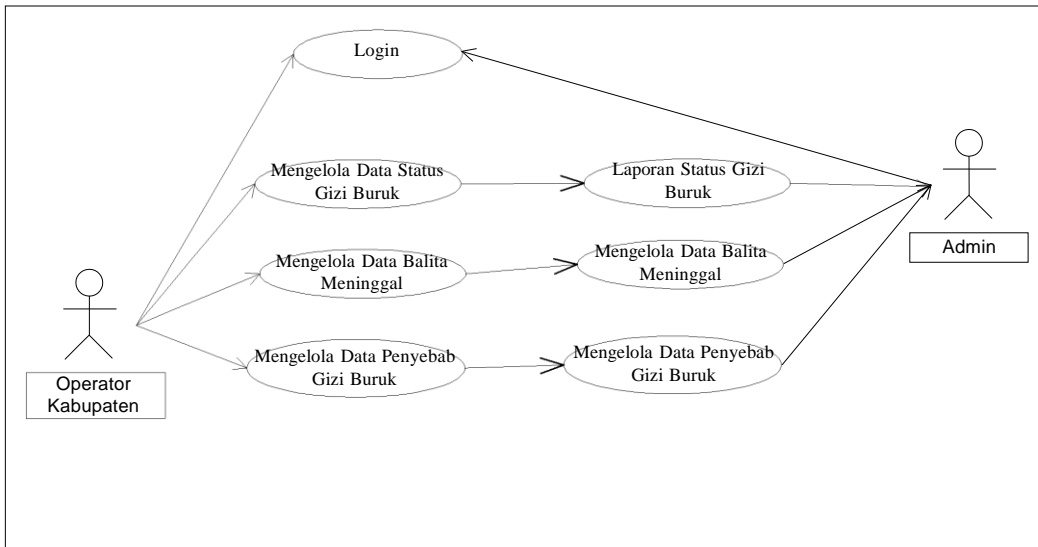 Login
Mengelola Data Status
Gizi Buruk
Laporan Status Gizi
Buruk
Admin
Mengelola Data Balita
Meninggal
Mengelola Data Balita
Meninggal
Mengelola Data Penyebab
Gizi Buruk
Mengelola Data Penyebab
Gizi Buruk
Operator
Kabupaten